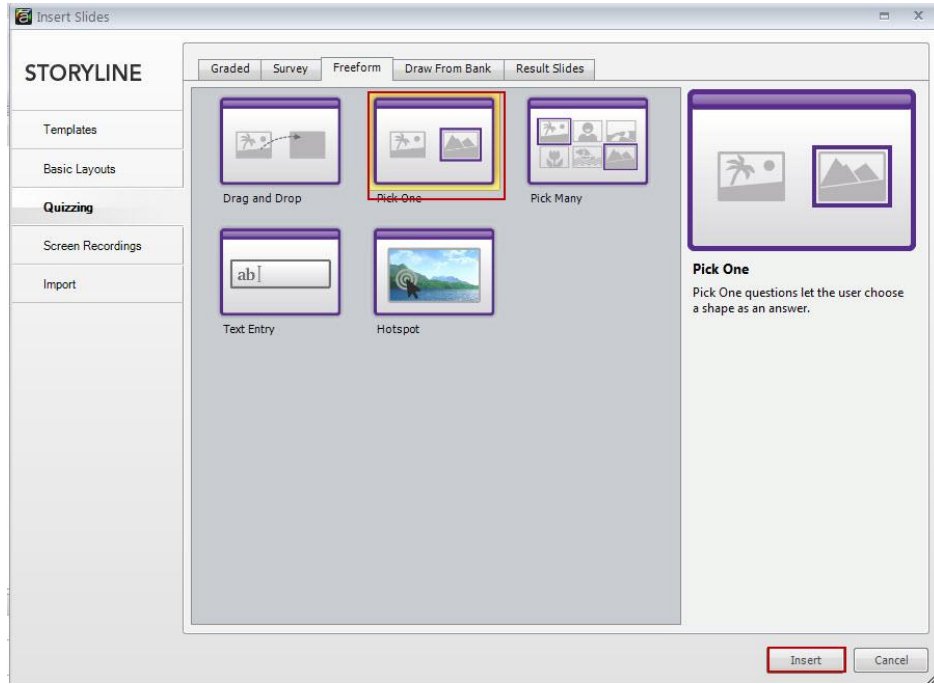 Insert Slides
STORYLINE
Templates
Basic Layouts
Quizzing
Screen Recordings
Import
Graded Survey Freeform Draw From Bank Result Slides
Drag and Drop Pick One Pick Many
ab
Text Entry Hotspot
Pick One
Pick One questions let the user choose
a shape as an answer.
Insert Cancel